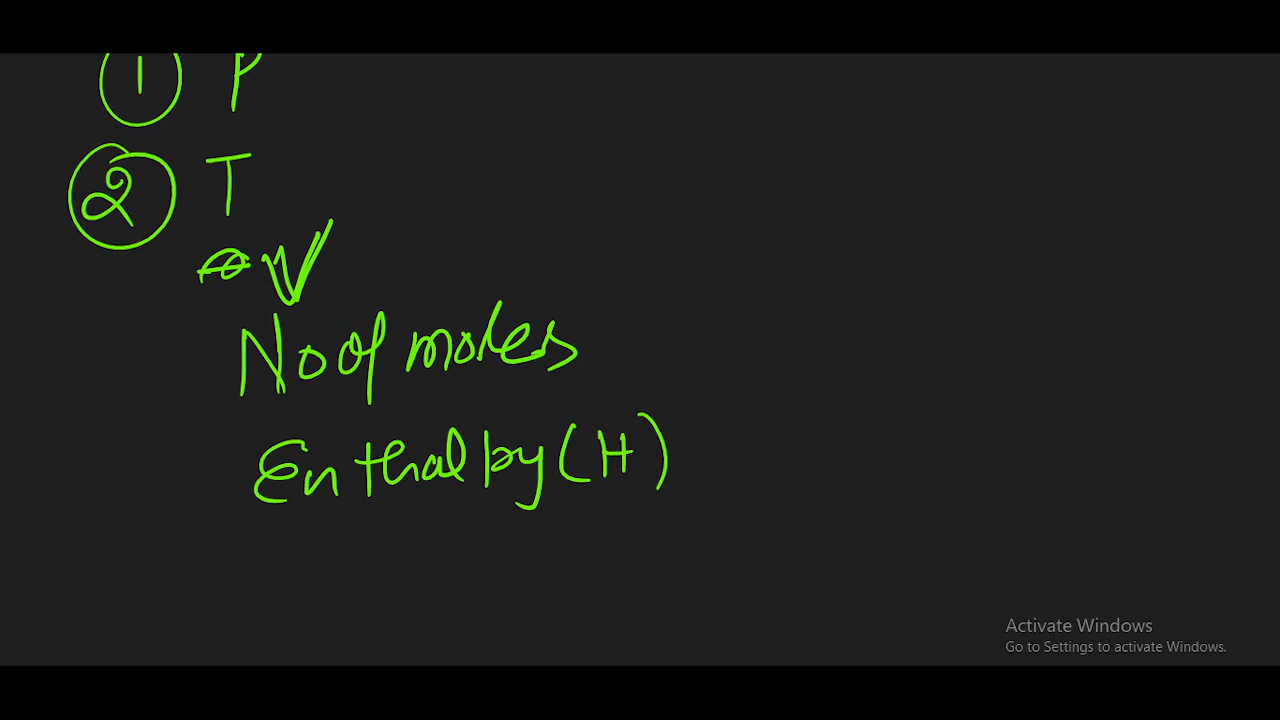 ① P
② T
V
No of moles
Enthalpy (H)
Activate Windows
Go to Settings to activate Windows.